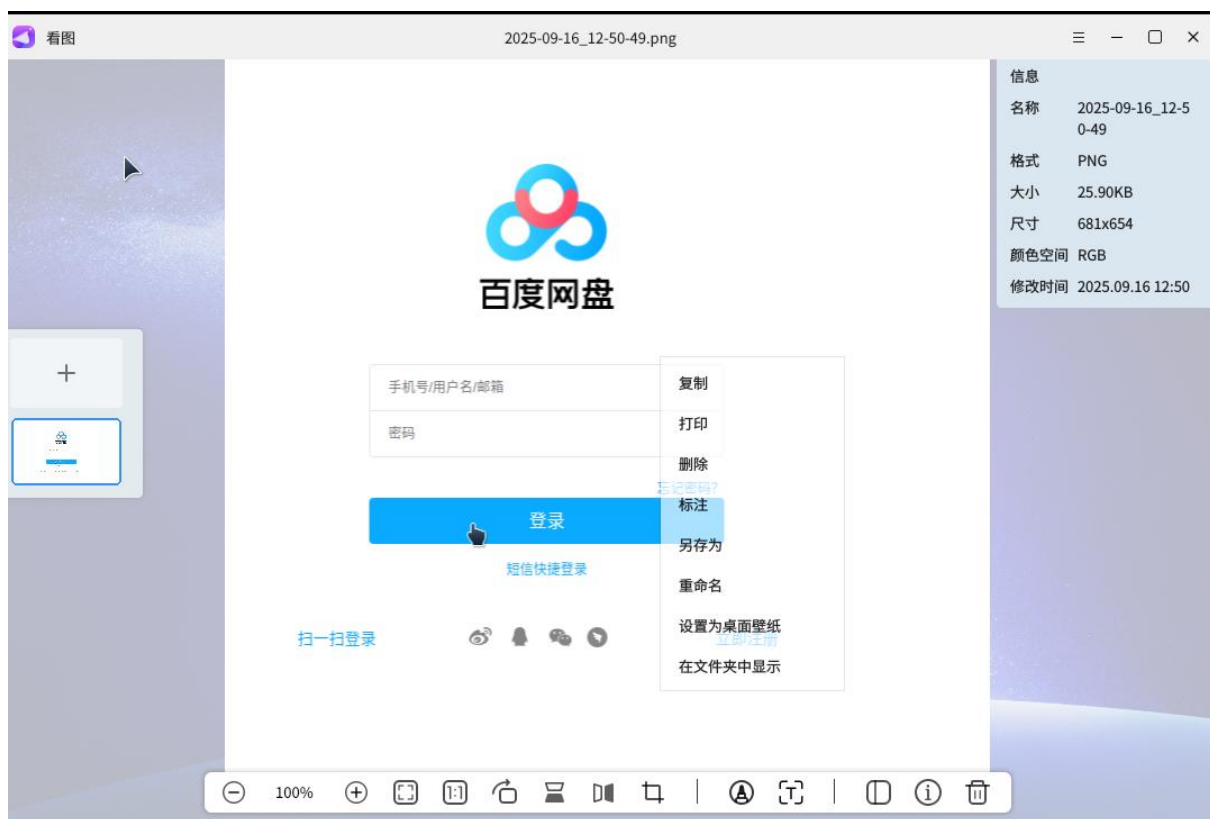 看图
2025-09-16_12-50-49.png
信息
名称 2025-09-16_12-5
0-49
格式 PNG
大小 25.90KB
尺寸 681x654
颜色空间 RGB
修改时间 2025.09.16 12:50
百度网盘
手机号/用户名/邮箱
密码
忘记密码?
登录
短信快捷登录
扫一扫登录
立即注册
复制
打印
删除
标注
另存为
重命名
设置为桌面壁纸
在文件夹中显示
100%
1:1